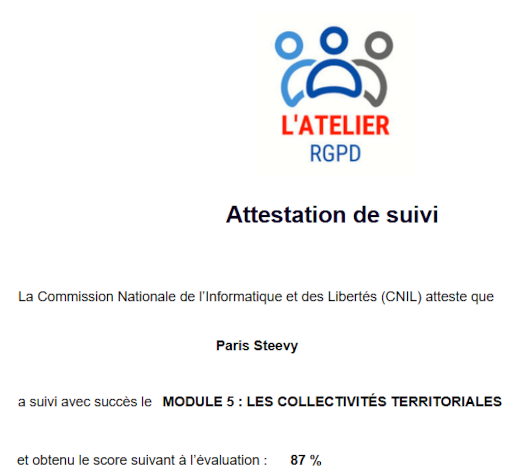 L'ATELIER
RGPD
Attestation de suivi
La Commission Nationale de l'Informatique et des Libertés (CNIL) atteste que
Paris Steevy
a suivi avec succès le MODULE 5 : LES COLLECTIVITÉS TERRITORIALES
et obtenu le score suivant à l'évaluation : 87 %